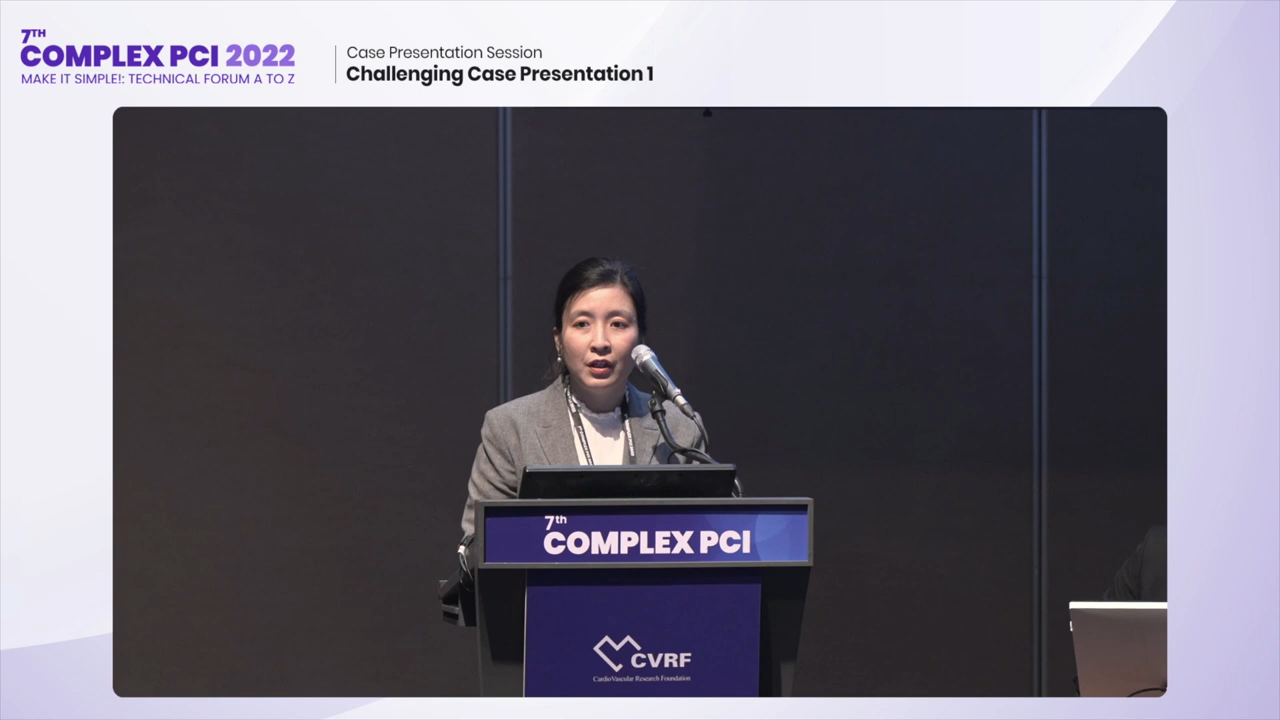 7TH
COMPLEX PCI 2022
MAKE IT SIMPLE!: TECHNICAL FORUM A TO Z
Case Presentation Session
Challenging Case Presentation 1
7th
COMPLEX PCI
CVRF
CardioVascular Research Foundation